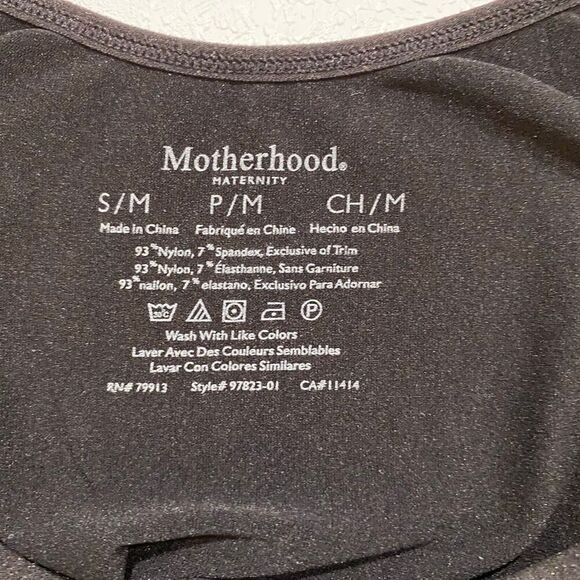 Motherhood®
MATERNITY
S/M P/M CH/M
Made in China Fabriqué en Chine Hecho en China
93% Nylon, 7% Spandex, Exclusive of Trim
93% Nylon, 7% Élasthanne, Sans Garniture
93% nailon, 7% elastano, Exclusivo Para Adornar
30C P
Wash With Like Colors
Laver Avec Des Couleurs Semblables
Lavar Con Colores Similares
RN# 79913 Style# 97823-01 CA#11414